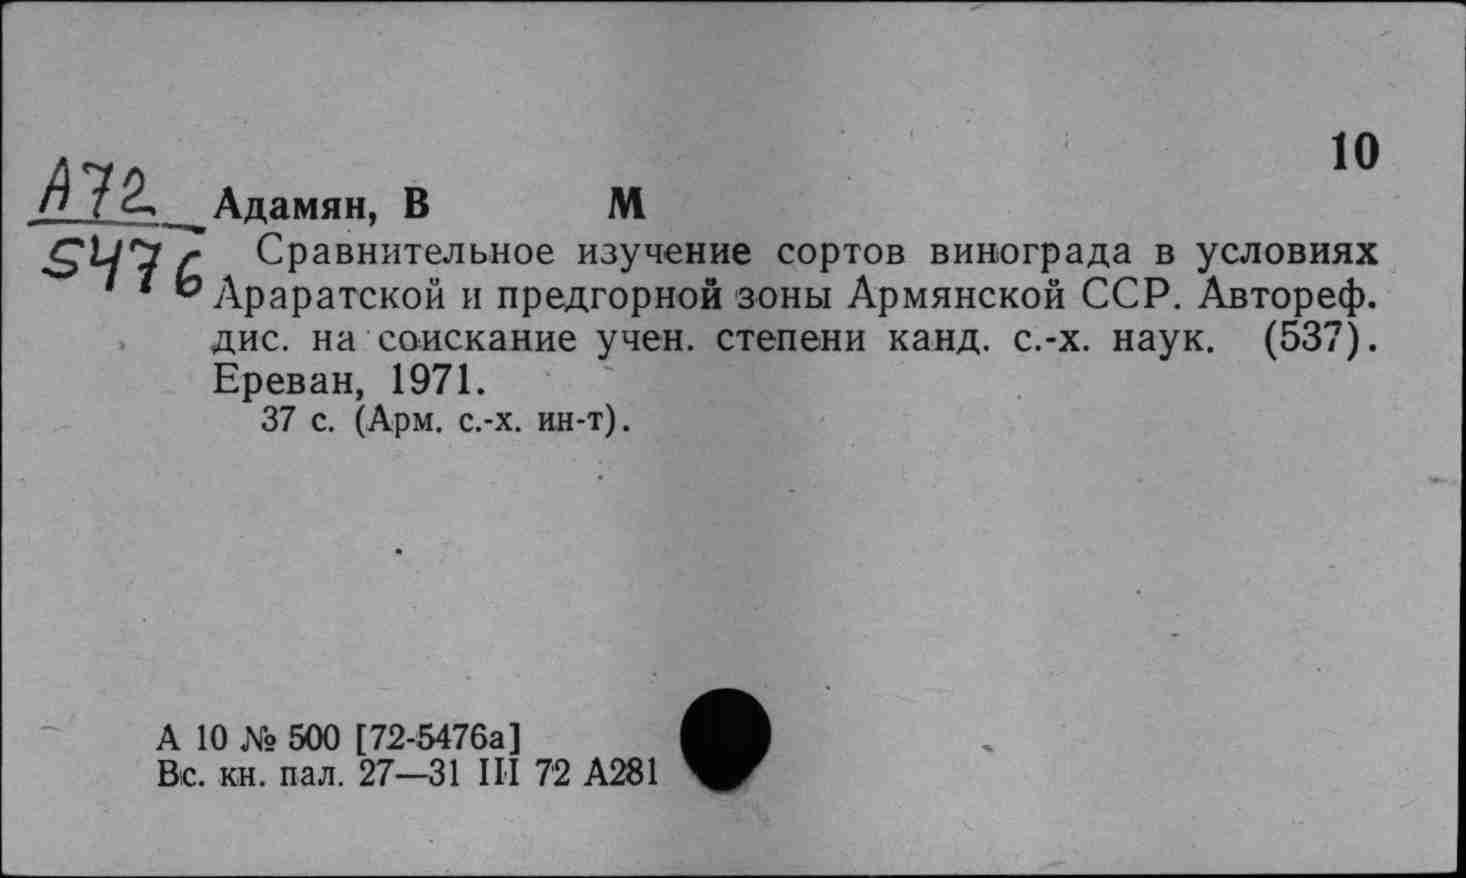 10
А72
5476
Адамян, В М
Сравнительное изучение сортов винограда в условиях
Араратской и предгорной зоны Армянской ССР. Автореф.
дис. на соискание учен. степени канд. с.-х. наук. (537).
Ереван, 1971.
37 с. (Арм. с.-х. ин-т).
А 10 № 500 [72-5476а]
Вс. кн. пал. 27—31 III 72 А281